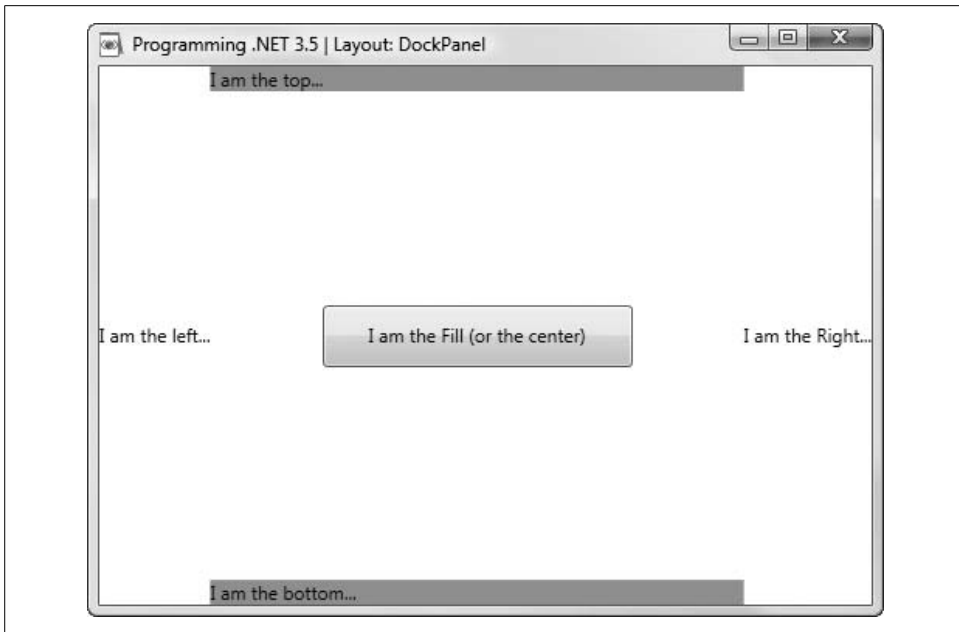 Programming .NET 3.5 | Layout: DockPanel
I am the top...
I am the left...
I am the Fill (or the center)
I am the Right...
I am the bottom...